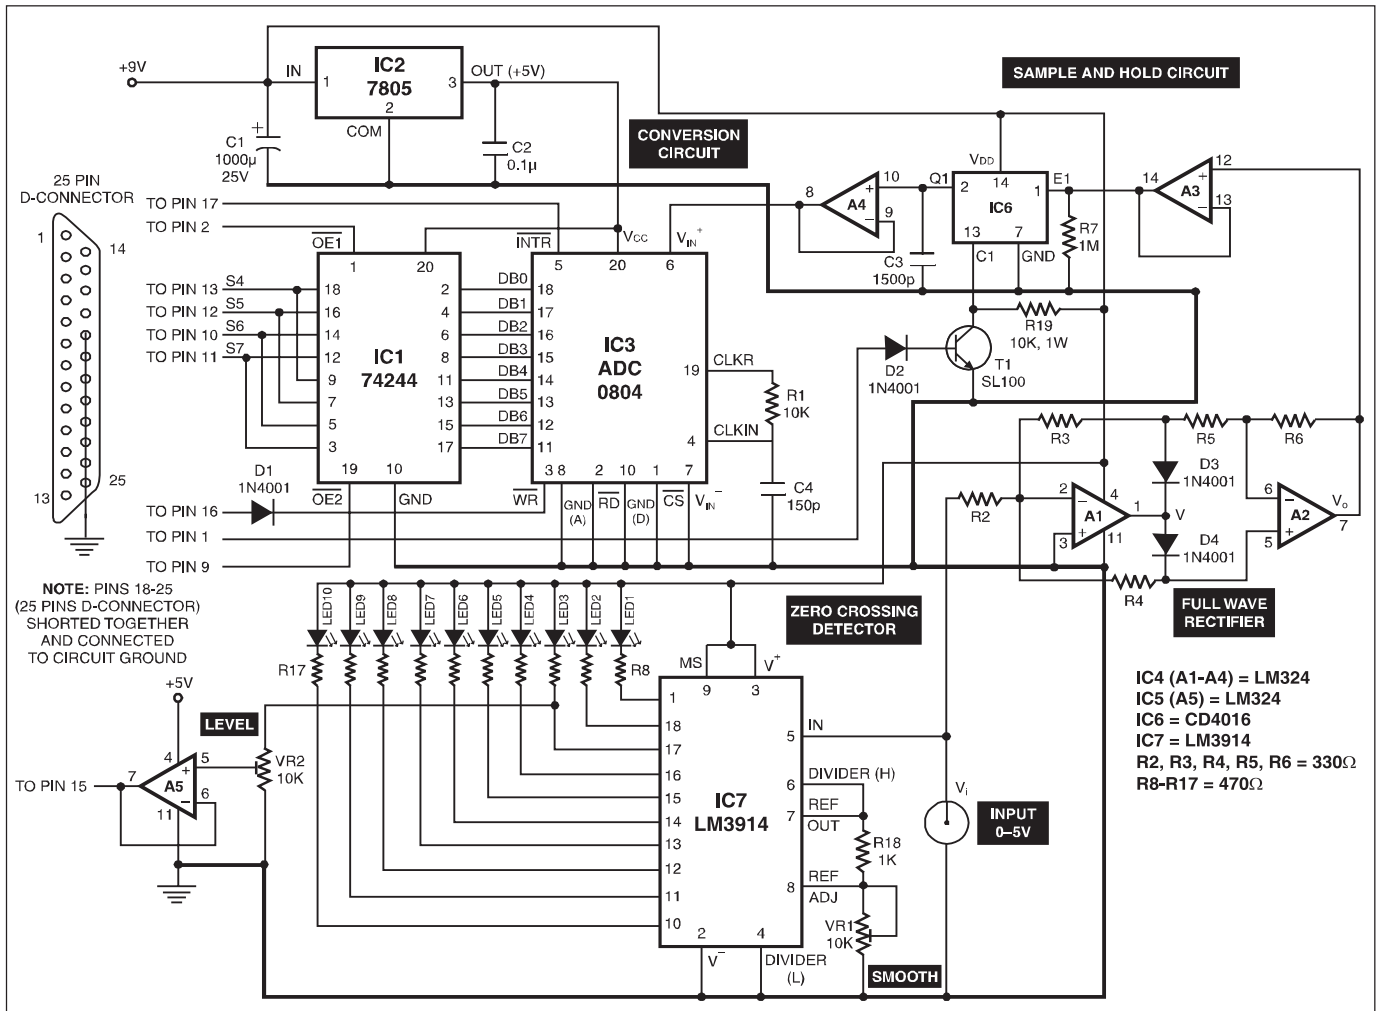 +9V
IN
1
IC2
7805
3
OUT (+5V)
2
COM
C1
1000µ
25V
+
C2
0.1µ
CONVERSION
CIRCUIT
SAMPLE AND HOLD CIRCUIT
25 PIN
D-CONNECTOR
1
14
13
25
TO PIN 17
TO PIN 2
TO PIN 13
S4
TO PIN 12
S5
TO PIN 10
S6
TO PIN 11
S7
OE1
1
20
18
16
14
12
9
7
5
3
IC1
74244
2
4
6
8
11
13
15
17
19
10
OE2
GND
DB0
DB1
DB2
DB3
DB4
DB5
DB6
DB7
INTR
VCC
VIN+
5
20
6
18
17
16
15
14
13
12
11
IC3
ADC
0804
19
CLKR
4
CLKIN
R1
10K
C4
150p
3
8
2
10
1
7
WR
GND
(A)
RD
GND
(D)
CS
VIN−
D1
1N4001
TO PIN 16
TO PIN 1
TO PIN 9
8
A4
10
+
9
−
Q1
2
VDD
14
IC6
1
E1
13
7
C1
GND
C3
1500p
R7
1M
14
A3
12
+
13
−
R19
10K, 1W
T1
SL100
D2
1N4001
R3
R5
R6
R2
2
−
A1
3
+
4
11
1
D3
1N4001
V
D4
1N4001
R4
6
−
A2
5
+
Vo
7
FULL WAVE
RECTIFIER
NOTE: PINS 18-25
(25 PINS D-CONNECTOR)
SHORTED TOGETHER
AND CONNECTED
TO CIRCUIT GROUND
LED10
LED9
LED8
LED7
LED6
LED5
LED4
LED3
LED2
LED1
R17
R8
ZERO CROSSING
DETECTOR
MS
9
V+
3
1
18
17
16
15
14
13
12
11
10
IC7
LM3914
5
IN
6
DIVIDER (H)
7
REF
OUT
R18
1K
8
REF
ADJ
VR1
10K
SMOOTH
2
V−
4
DIVIDER
(L)
Vi
INPUT
0–5V
+5V
LEVEL
4
5
+
A5
7
6
−
11
VR2
10K
TO PIN 15
IC4 (A1-A4) = LM324
IC5 (A5) = LM324
IC6 = CD4016
IC7 = LM3914
R2, R3, R4, R5, R6 = 330Ω
R8-R17 = 470Ω